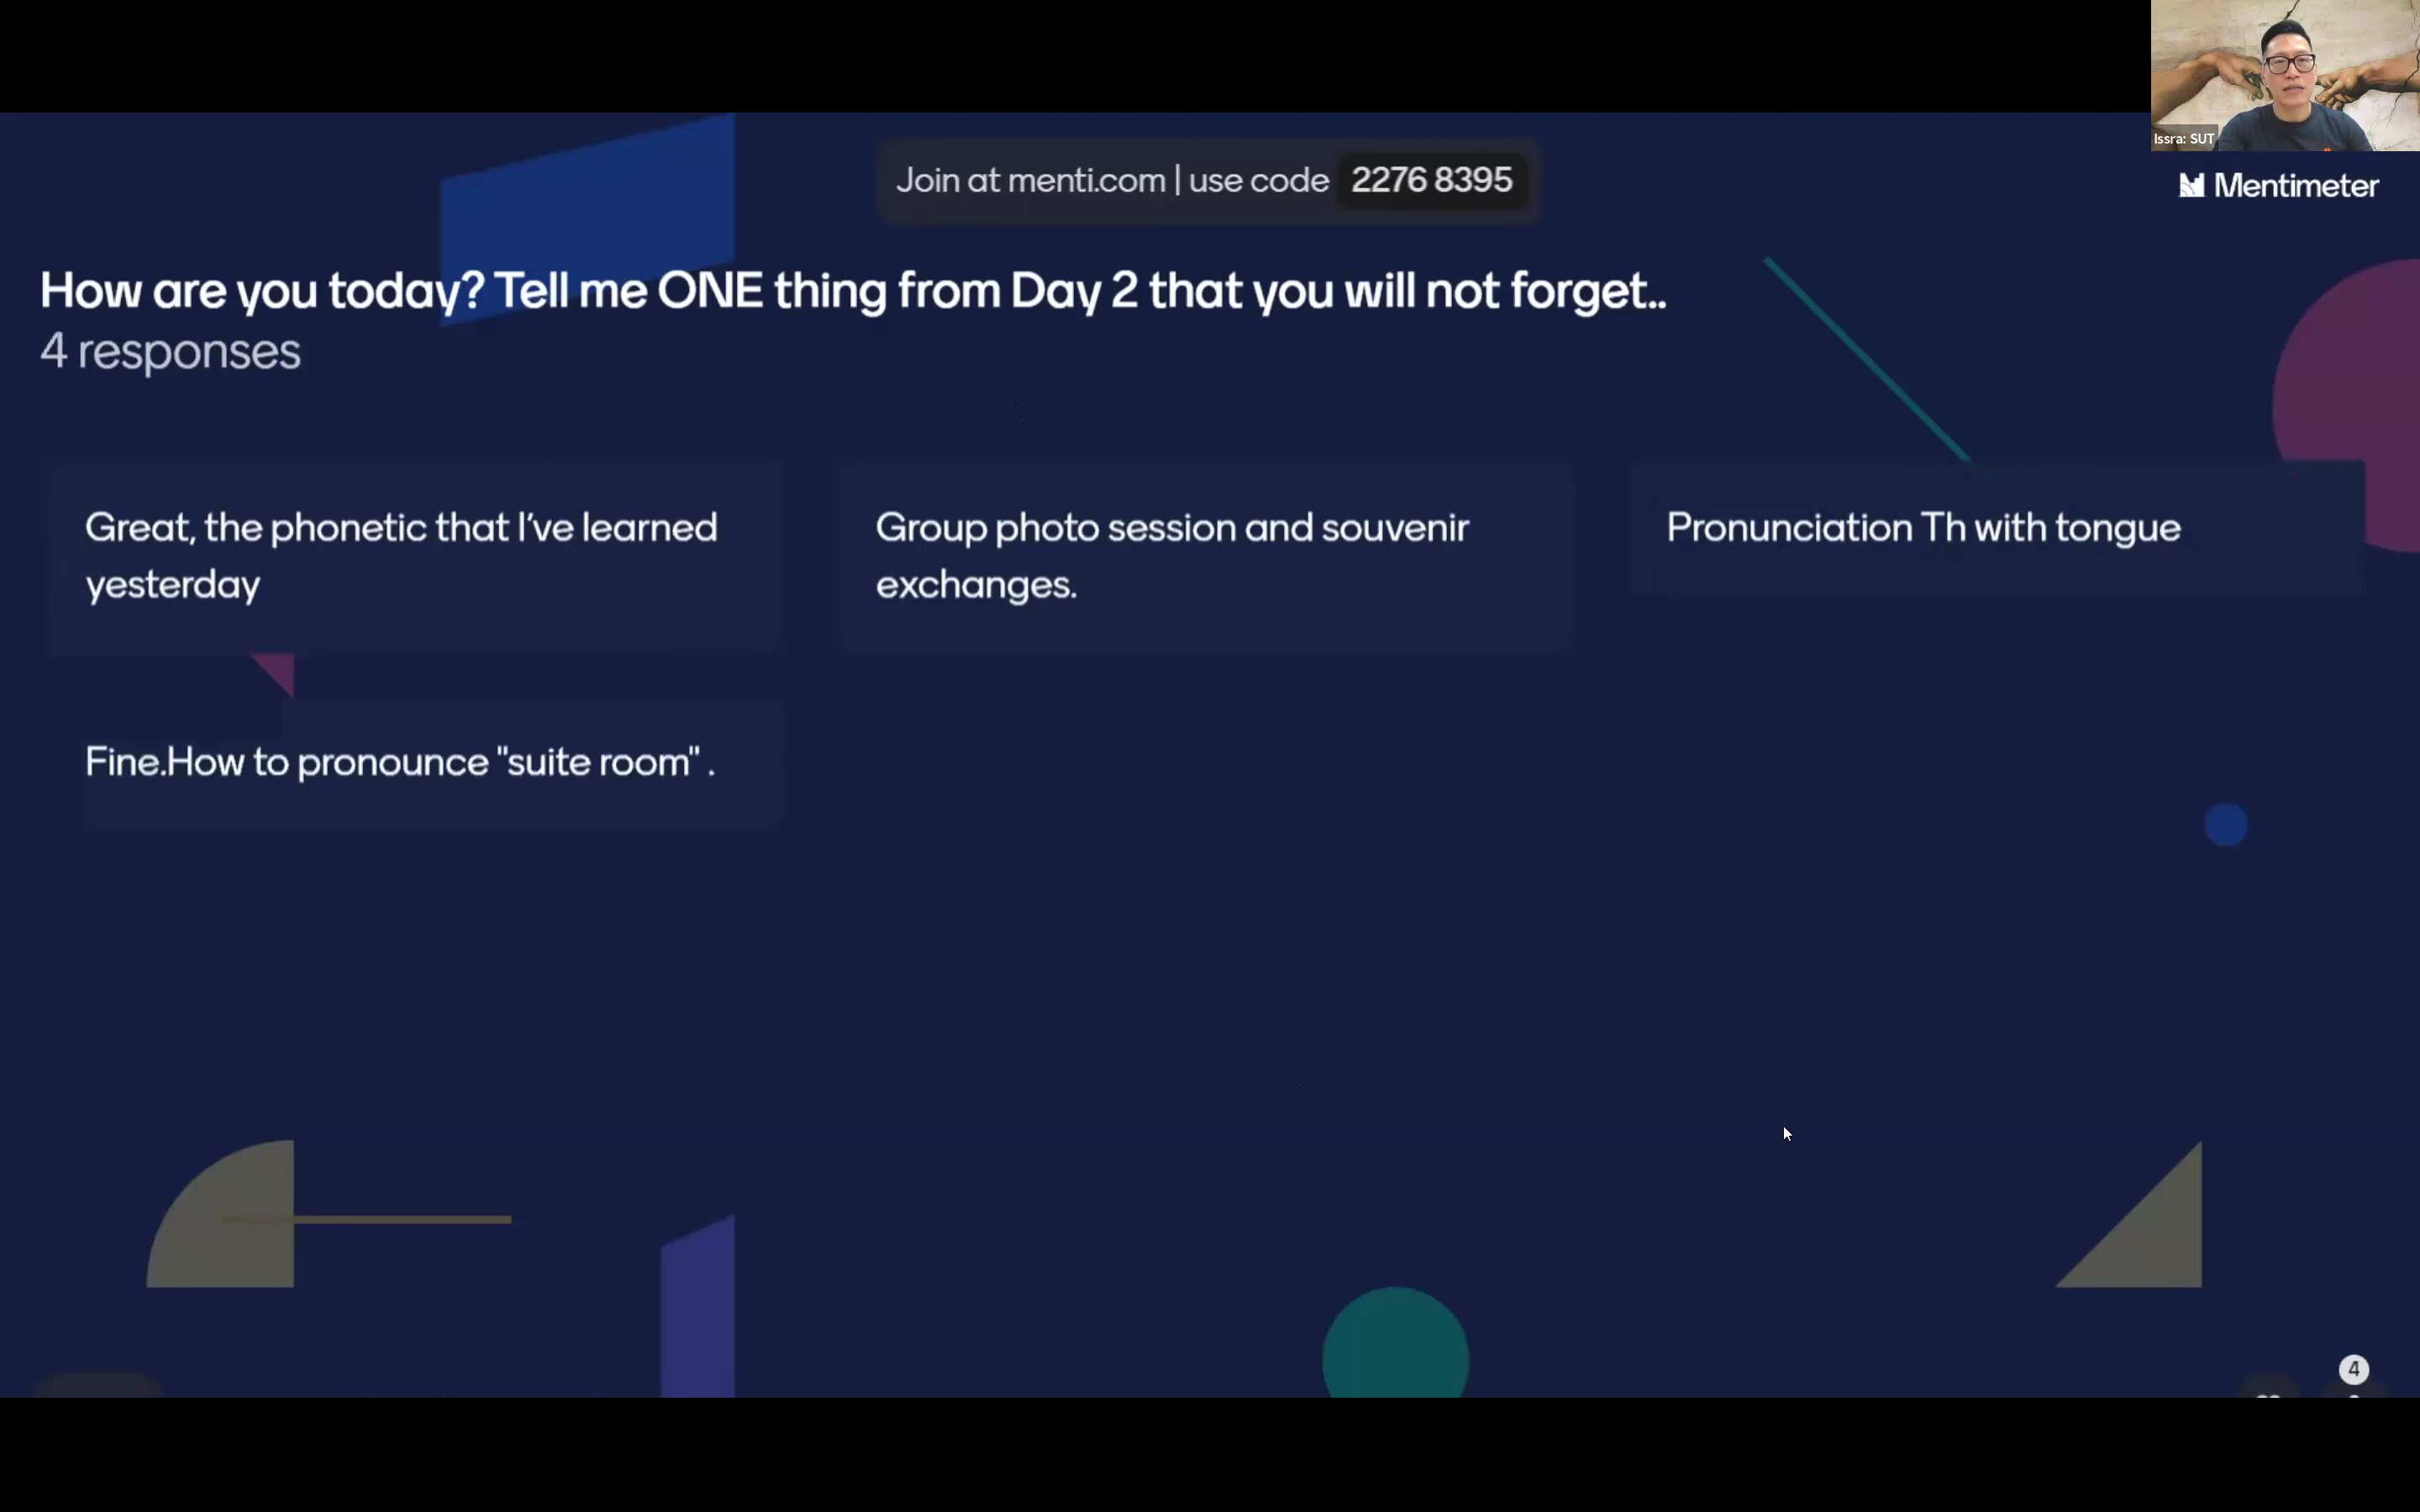 Issra: SUT
Join at menti.com | use code 2276 8395
Mentimeter
How are you today? Tell me ONE thing from Day 2 that you will not forget..
4 responses
Great, the phonetic that I've learned
yesterday
Group photo session and souvenir
exchanges.
Pronunciation Th with tongue
Fine.How to pronounce "suite room" .
4